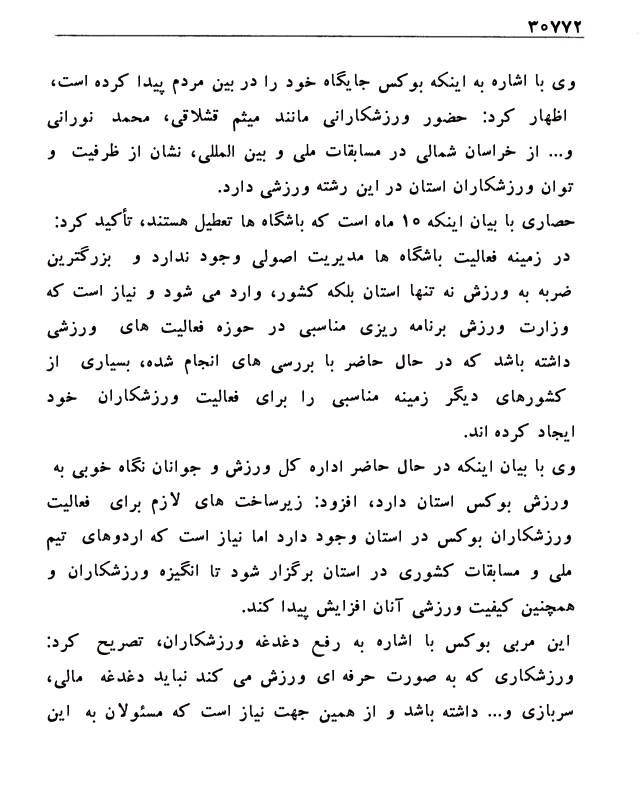 ۳۰۷۷۲
وی با اشاره به اینکه بوکس جایگاه خود را در بین مردم پیدا کرده است،
اظهار کرد: حضور ورزشکارانی مانند میثم قشلاقی، محمد نورانی
و... از خراسان شمالی در مسابقات ملی و بین المللی، نشان از ظرفیت و
توان ورزشکاران استان در این رشته ورزشی دارد.
حصاری با بیان اینکه ۱۰ ماه است که باشگاه ها تعطیل هستند، تأکید کرد:
در زمینه فعالیت باشگاه ها مدیریت اصولی وجود ندارد و بزرگترین
ضربه به ورزش نه تنها استان بلکه کشور، وارد می شود و نیاز است که
وزارت ورزش برنامه ریزی مناسبی در حوزه فعالیت های ورزشی
داشته باشد که در حال حاضر با بررسی های انجام شده، بسیاری از
کشورهای دیگر زمینه مناسبی را برای فعالیت ورزشکاران خود
ایجاد کرده اند.
وی با بیان اینکه در حال حاضر اداره کل ورزش و جوانان نگاه خوبی به
ورزش بوکس استان دارد، افزود: زیرساخت های لازم برای فعالیت
ورزشکاران بوکس در استان وجود دارد اما نیاز است که اردوهای تیم
ملی و مسابقات کشوری در استان برگزار شود تا انگیزه ورزشکاران و
همچنین کیفیت ورزشی آنان افزایش پیدا کند.
این مربی بوکس با اشاره به رفع دغدغه ورزشکاران، تصریح کرد:
ورزشکاری که به صورت حرفه ای ورزش می کند نباید دغدغه مالی،
سربازی و... داشته باشد و از همین جهت نیاز است که مسئولان به این